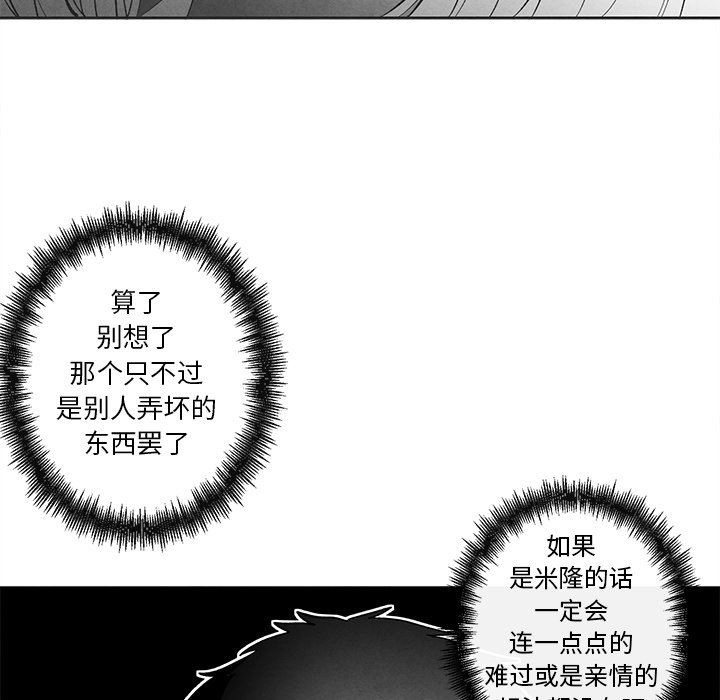 算了
别想了
那个只不过
是别人弄坏的
东西罢了
如果
是米隆的话
一定会
连一点点的
难过或是亲情的